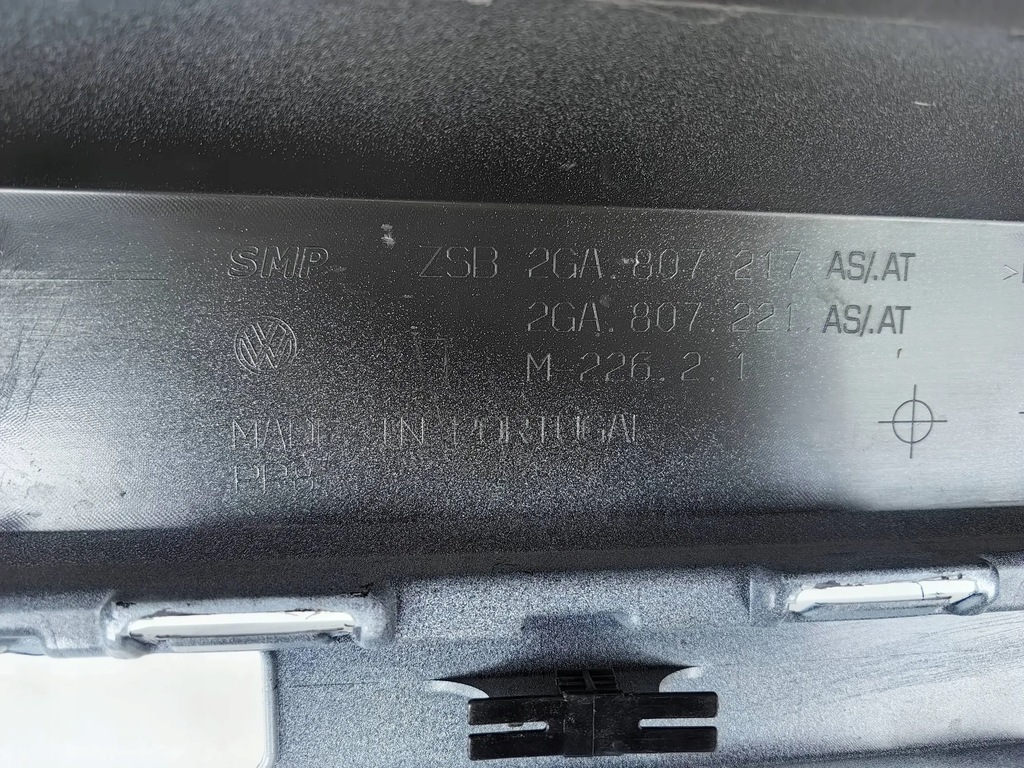 SMP ZSB 2GA.807.217 AS/.AT
2GA.807.221.AS/.AT
M 226.2.1
MADE IN PORTUGAL